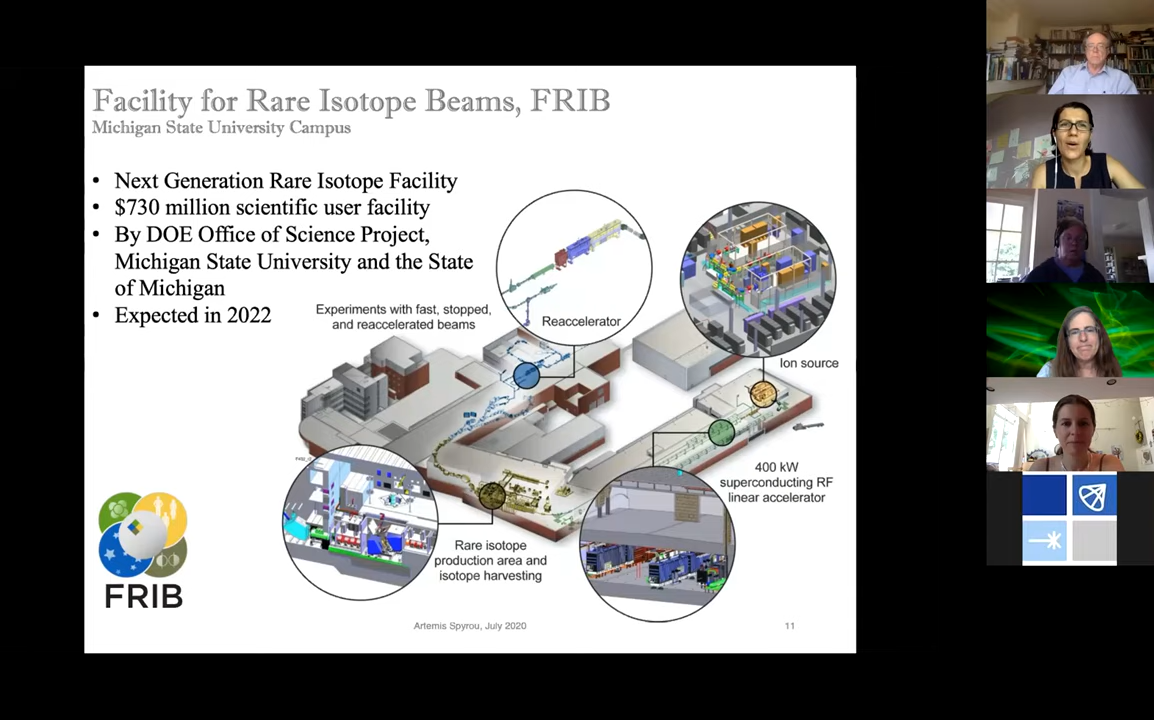 Facility for Rare Isotope Beams, FRIB
Michigan State University Campus
• Next Generation Rare Isotope Facility
• $730 million scientific user facility
• By DOE Office of Science Project,
Michigan State University and the State
of Michigan
• Expected in 2022
Experiments with fast, stopped,
and reaccelerated beams
Reaccelerator
Ion source
400 kW
superconducting RF
linear accelerator
Rare isotope
production area and
isotope harvesting
FRIB
Artemis Spyrou, July 2020
11